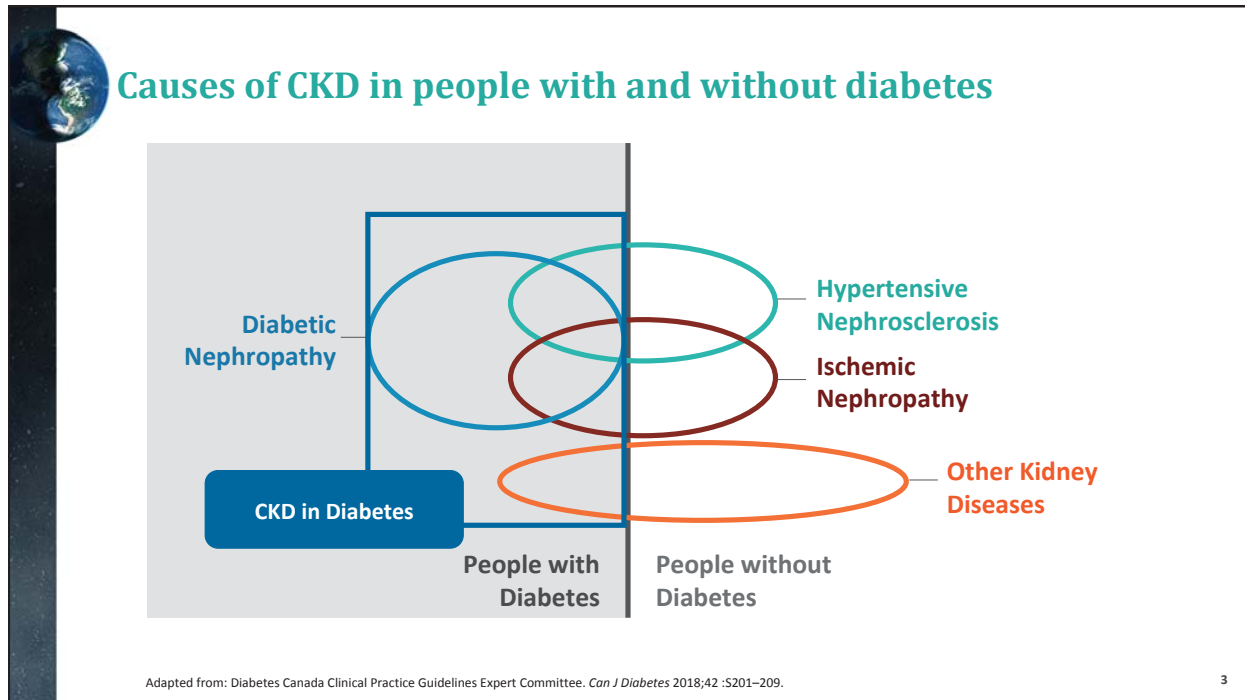 Causes of CKD in people with and without diabetes
Diabetic
Nephropathy
Hypertensive
Nephrosclerosis
Ischemic
Nephropathy
Other Kidney
Diseases
CKD in Diabetes
People with
Diabetes
People without
Diabetes
Adapted from: Diabetes Canada Clinical Practice Guidelines Expert Committee. Can J Diabetes 2018;42 :S201–209.
3